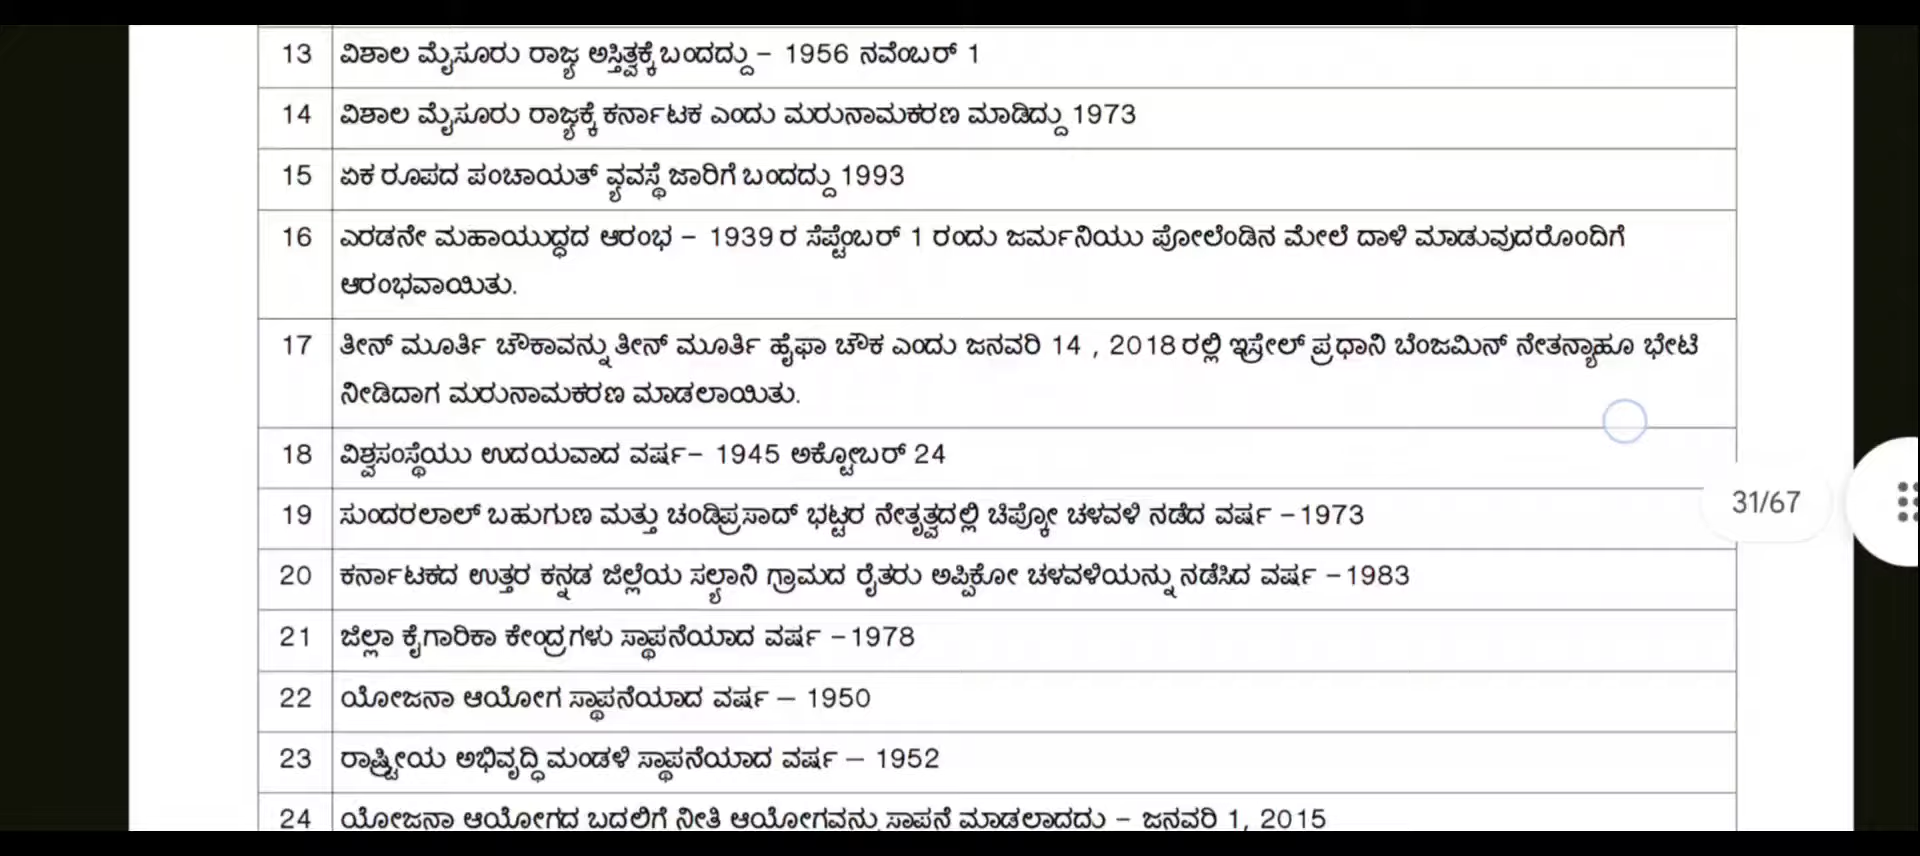 13 ವಿಶಾಲ ಮೈಸೂರು ರಾಜ್ಯ ಅಸ್ತಿತ್ವಕ್ಕೆ ಬಂದದ್ದು – 1956 ನವೆಂಬರ್ 1
14 ವಿಶಾಲ ಮೈಸೂರು ರಾಜ್ಯಕ್ಕೆ ಕರ್ನಾಟಕ ಎಂದು ಮರುನಾಮಕರಣ ಮಾಡಿದ್ದು 1973
15 ಏಕ ರೂಪದ ಪಂಚಾಯತ್ ವ್ಯವಸ್ಥೆ ಜಾರಿಗೆ ಬಂದದ್ದು 1993
16 ಎರಡನೇ ಮಹಾಯುದ್ಧದ ಆರಂಭ – 1939 ರ ಸೆಪ್ಟೆಂಬರ್ 1 ರಂದು ಜರ್ಮನಿಯು ಪೋಲೆಂಡಿನ ಮೇಲೆ ದಾಳಿ ಮಾಡುವುದರೊಂದಿಗೆ
ಆರಂಭವಾಯಿತು.
17 ತೀನ್ ಮೂರ್ತಿ ಚೌಕಾವನ್ನು ತೀನ್ ಮೂರ್ತಿ ಹೈಫಾ ಚೌಕ ಎಂದು ಜನವರಿ 14 , 2018 ರಲ್ಲಿ ಇಸ್ರೇಲ್ ಪ್ರಧಾನಿ ಬೆಂಜಮಿನ್ ನೇತನ್ಯಾಹೂ ಭೇಟಿ
ನೀಡಿದಾಗ ಮರುನಾಮಕರಣ ಮಾಡಲಾಯಿತು.
18 ವಿಶ್ವಸಂಸ್ಥೆಯು ಉದಯವಾದ ವರ್ಷ– 1945 ಅಕ್ಟೋಬರ್ 24
19 ಸುಂದರಲಾಲ್ ಬಹುಗುಣ ಮತ್ತು ಚಂಡಿಪ್ರಸಾದ್ ಭಟ್ಟರ ನೇತೃತ್ವದಲ್ಲಿ ಚಿಪ್ಕೋ ಚಳವಳಿ ನಡೆದ ವರ್ಷ –1973
31/67
20 ಕರ್ನಾಟಕದ ಉತ್ತರ ಕನ್ನಡ ಜಿಲ್ಲೆಯ ಸಲ್ಯಾನಿ ಗ್ರಾಮದ ರೈತರು ಅಪ್ಪಿಕೋ ಚಳವಳಿಯನ್ನು ನಡೆಸಿದ ವರ್ಷ –1983
21 ಜಿಲ್ಲಾ ಕೈಗಾರಿಕಾ ಕೇಂದ್ರಗಳು ಸ್ಥಾಪನೆಯಾದ ವರ್ಷ –1978
22 ಯೋಜನಾ ಆಯೋಗ ಸ್ಥಾಪನೆಯಾದ ವರ್ಷ – 1950
23 ರಾಷ್ಟ್ರೀಯ ಅಭಿವೃದ್ಧಿ ಮಂಡಳಿ ಸ್ಥಾಪನೆಯಾದ ವರ್ಷ – 1952
24 ಯೋಜನಾ ಆಯೋಗದ ಬದಲಿಗೆ ನೀತಿ ಆಯೋಗವನ್ನು ಸ್ಥಾಪನೆ ಮಾಡಲಾದದ್ದು – ಜನವರಿ 1, 2015